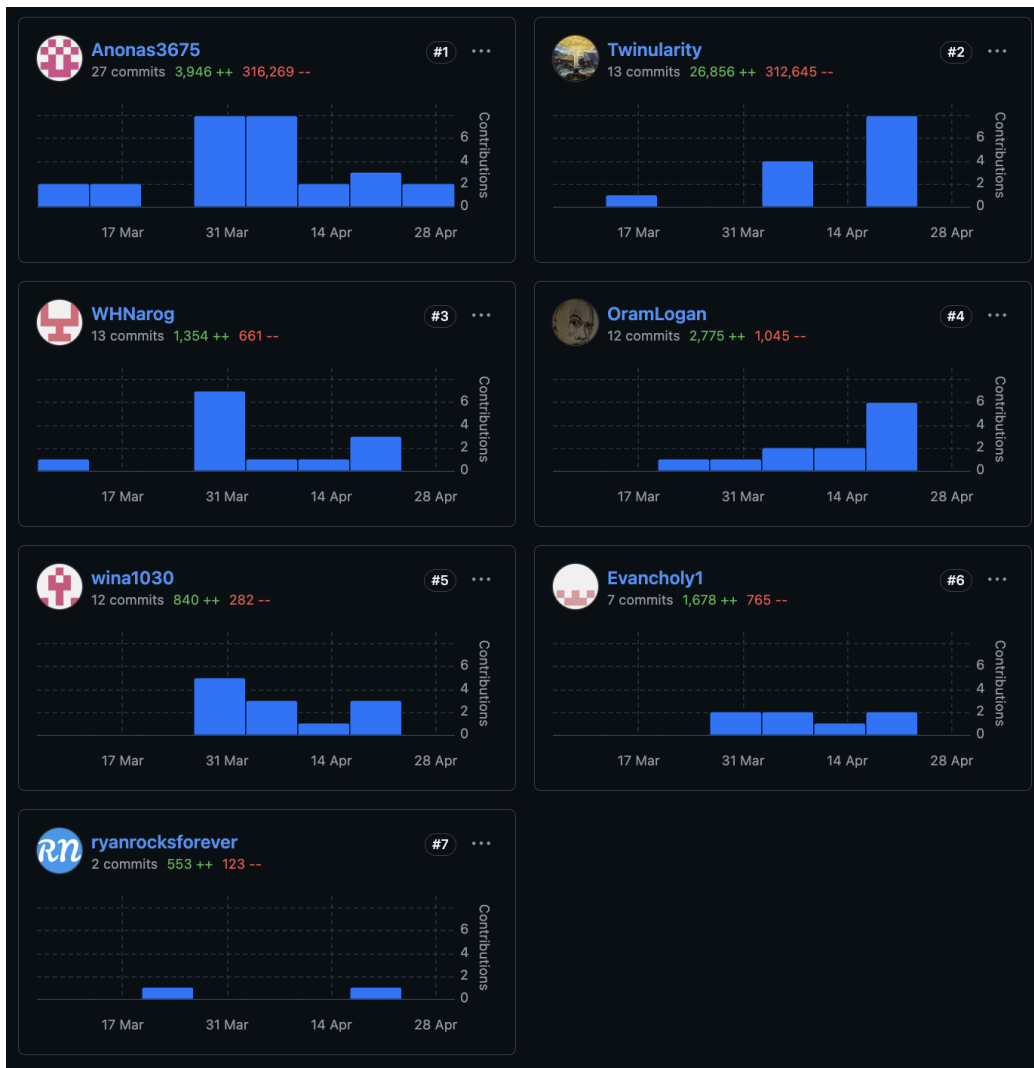 Anonas3675 #1 ···
27 commits 3,946 ++ 316,269 --
6
4
2
0
Contributions
17 Mar 31 Mar 14 Apr 28 Apr
Twinularity #2 ···
13 commits 26,856 ++ 312,645 --
6
4
2
0
Contributions
17 Mar 31 Mar 14 Apr 28 Apr
WHNarog #3 ···
13 commits 1,354 ++ 661 --
6
4
2
0
Contributions
17 Mar 31 Mar 14 Apr 28 Apr
OramLogan #4 ···
12 commits 2,775 ++ 1,045 --
6
4
2
0
Contributions
17 Mar 31 Mar 14 Apr 28 Apr
wina1030 #5 ···
12 commits 840 ++ 282 --
6
4
2
0
Contributions
17 Mar 31 Mar 14 Apr 28 Apr
Evancholy1 #6 ···
7 commits 1,678 ++ 765 --
6
4
2
0
Contributions
17 Mar 31 Mar 14 Apr 28 Apr
RN
ryanrocksforever #7 ···
2 commits 553 ++ 123 --
6
4
2
0
Contributions
17 Mar 31 Mar 14 Apr 28 Apr